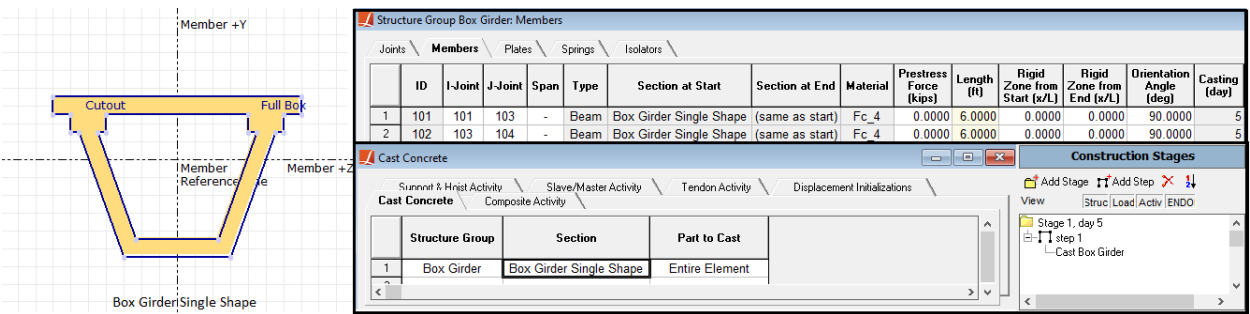 Member +Y
Cutout
Full Box
Member
Reference
Member +Z
Box Girder Single Shape
Structure Group Box Girder: Members
Joints Members Plates Springs Isolators
ID I-Joint J-Joint Span Type Section at Start Section at End Material Prestress Force (kips) Length (ft) Rigid Zone from Start (x/L) Rigid Zone from End (x/L) Orientation Angle (deg) Casting (day)
1 101 101 103 - Beam Box Girder Single Shape (same as start) Fc_4 0.0000 6.0000 0.0000 0.0000 90.0000 5
2 102 103 104 - Beam Box Girder Single Shape (same as start) Fc_4 0.0000 6.0000 0.0000 0.0000 90.0000 5
Cast Concrete
Support & Hoist Activity Slave/Master Activity Tendon Activity Displacement Initializations
Cast Concrete Composite Activity
Structure Group Section Part to Cast
1 Box Girder Box Girder Single Shape Entire Element
Construction Stages
Add Stage Add Step
View Struc Load Activ ENDO
Stage 1, day 5
step 1
Cast Box Girder